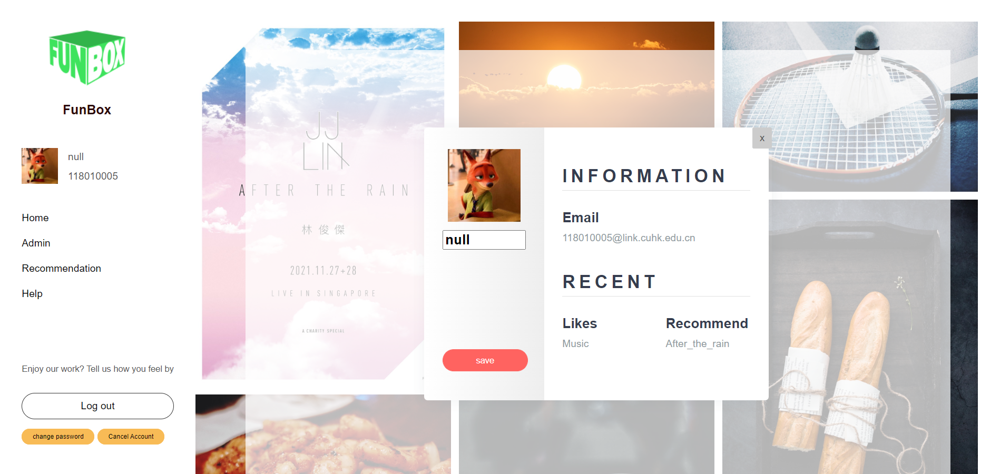 FUNBOX
FunBox
null
118010005
Home
Admin
Recommendation
Help
Enjoy our work? Tell us how you feel by
Log out
change password
Cancel Account
JJ
LIN
AFTER THE RAIN
林俊傑
2021.11.27+28
LIVE IN SINGAPORE
A CHARITY SPECIAL
null
save
x
INFORMATION
Email
118010005@link.cuhk.edu.cn
RECENT
Likes
Recommend
Music
After_the_rain